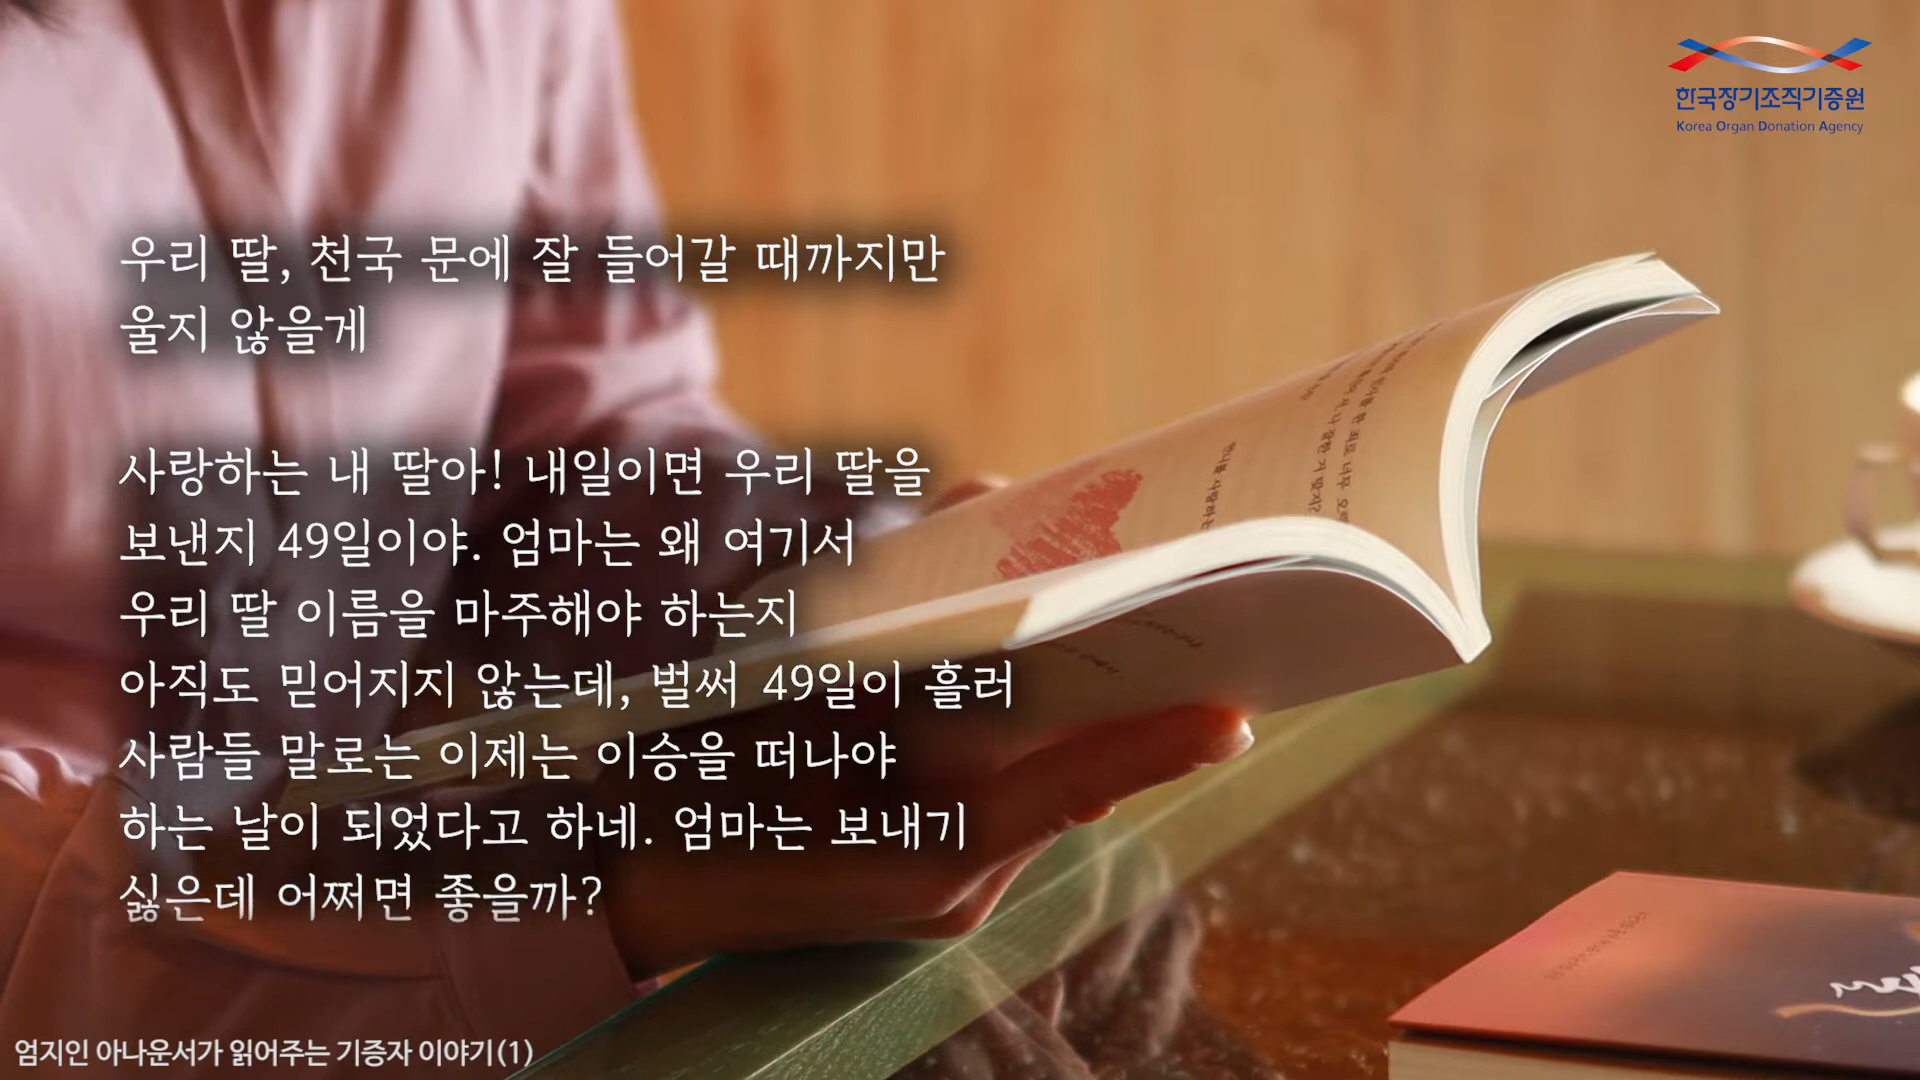 한국장기조직기증원
Korea Organ Donation Agency
우리 딸, 천국 문에 잘 들어갈 때까지만
울지 않을게
사랑하는 내 딸아! 내일이면 우리 딸을
보낸지 49일이야. 엄마는 왜 여기서
우리 딸 이름을 마주해야 하는지
아직도 믿어지지 않는데, 벌써 49일이 흘러
사람들 말로는 이제는 이승을 떠나야
하는 날이 되었다고 하네. 엄마는 보내기
싫은데 어쩌면 좋을까?
엄지인 아나운서가 읽어주는 기증자 이야기(1)